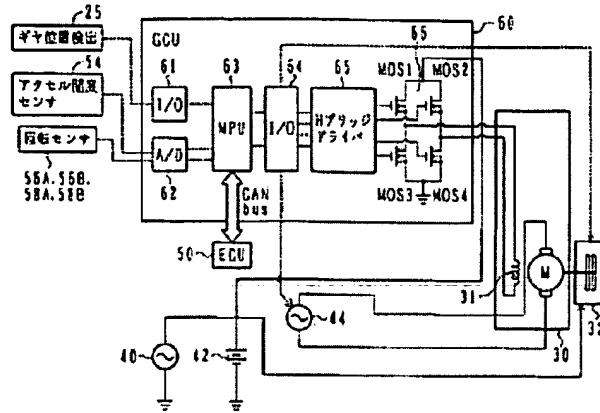 25
ギヤ位置検出
54
アクセル開度
センサ
回転センサ
56A.56B.
58A.58B
GCU
60
61
I/O
63
MPU
64
I/O
65
Hブリッジ
ドライバ
65
MOS1
MOS2
MOS3
MOS4
A/D
62
CAN
bus
50
ECU
31
M
32
30
44
40
42